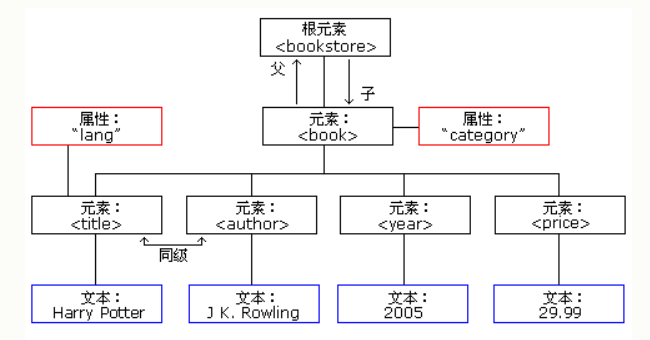 根元素
<bookstore>
父
子
属性：
“lang”
元素：
<book>
属性：
“category”
元素：
<title>
元素：
<author>
元素：
<year>
元素：
<price>
同级
文本：
Harry Potter
文本：
J K. Rowling
文本：
2005
文本：
29.99